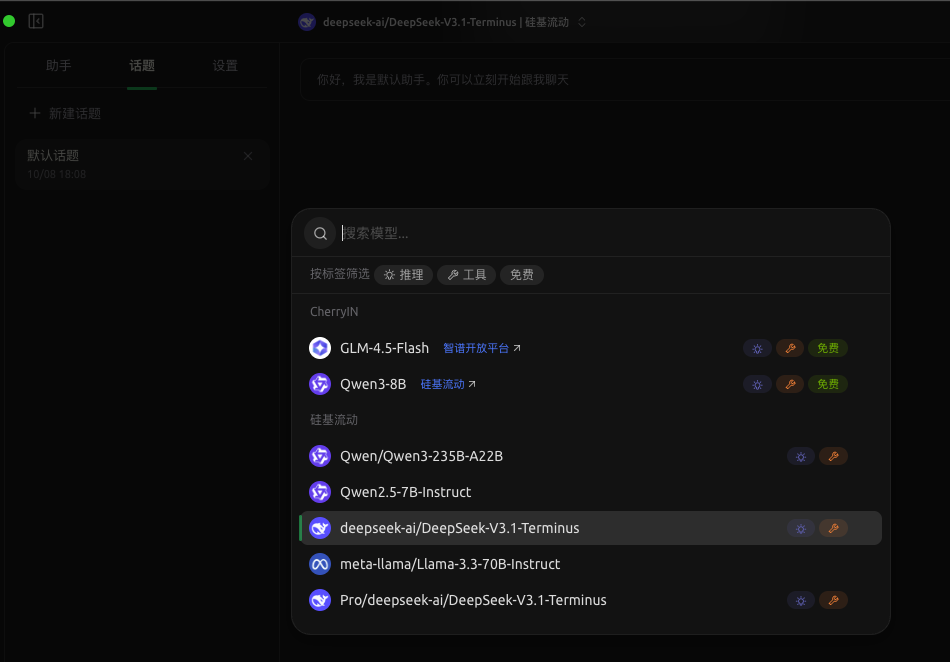 deepseek-ai/DeepSeek-V3.1-Terminus | 硅基流动
助手 话题 设置
新建话题
默认话题
10/08 18:08
你好，我是默认助手。你可以立刻开始跟我聊天
搜索模型...
按标签筛选 推理 工具 免费
CherryIN
GLM-4.5-Flash 智谱开放平台 免费
Qwen3-8B 硅基流动 免费
硅基流动
Qwen/Qwen3-235B-A22B
Qwen2.5-7B-Instruct
deepseek-ai/DeepSeek-V3.1-Terminus
meta-llama/Llama-3.3-70B-Instruct
Pro/deepseek-ai/DeepSeek-V3.1-Terminus